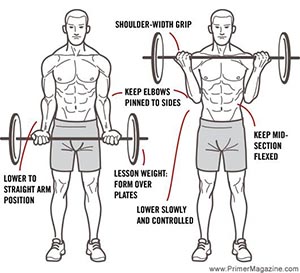 SHOULDER-WIDTH GRIP
KEEP ELBOWS
PINNED TO SIDES
KEEP MID-
SECTION
FLEXED
LOWER TO
STRAIGHT ARM
POSITION
LESSON WEIGHT:
FORM OVER
PLATES
LOWER SLOWLY
AND CONTROLLED
www.PrimerMagazine.com